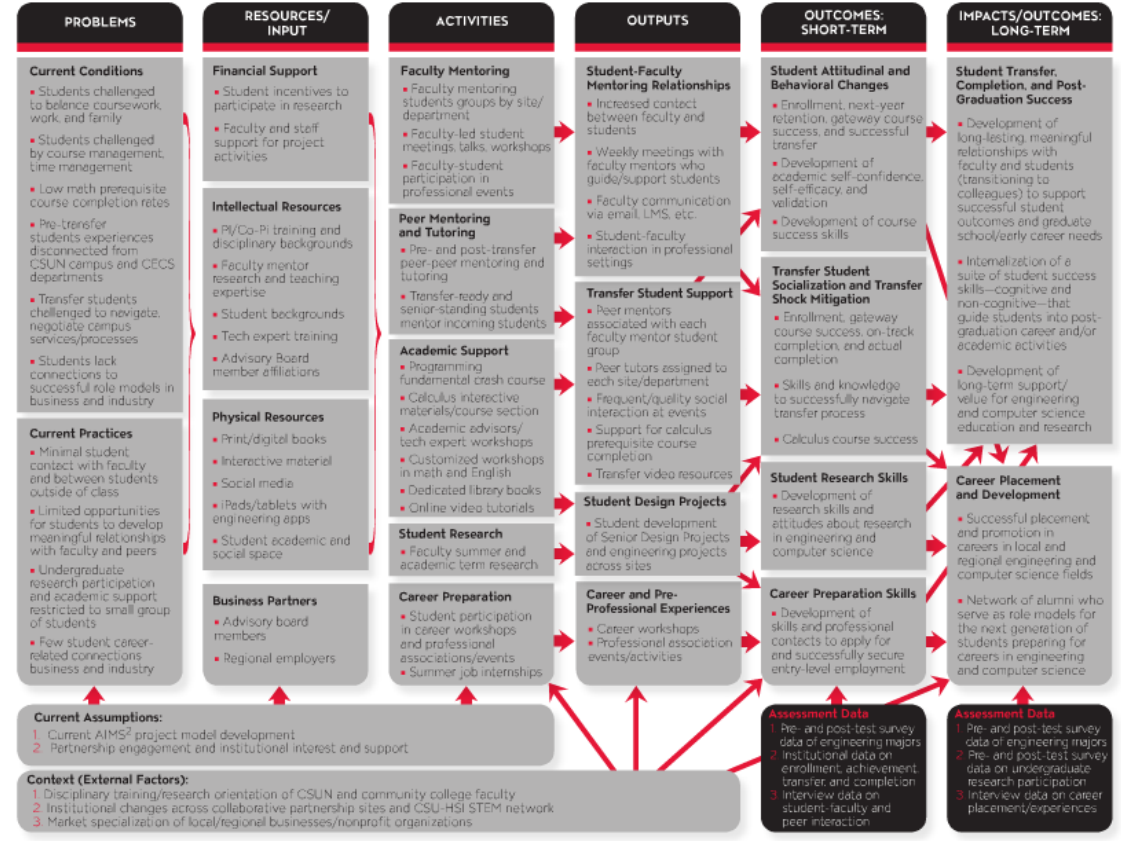 PROBLEMS
Current Conditions
▪ Students challenged
to balance coursework,
work, and family
▪ Students challenged
by course management,
time management
▪ Low math prerequisite
course completion rates
▪ Pre-transfer
students experiences
disconnected from
CSUN campus and CECS
departments
▪ Transfer students
challenged to navigate,
negotiate campus
services/processes
▪ Students lack
connections to
successful role models in
business and industry
Current Practices
▪ Minimal student
contact with faculty
and between students
outside of class
▪ Limited opportunities
for students to develop
meaningful relationships
with faculty and peers
▪ Undergraduate
research participation
and academic support
restricted to small group
of students
▪ Few student career-
related connections
business and industry
RESOURCES/
INPUT
Financial Support
▪ Student incentives to
participate in research
▪ Faculty and staff
support for project
activities
Intellectual Resources
▪ PI/Co-Pi training and
disciplinary backgrounds
▪ Faculty mentor
research and teaching
expertise
▪ Student backgrounds
▪ Tech expert training
▪ Advisory Board
member affiliations
Physical Resources
▪ Print/digital books
▪ Interactive material
▪ Social media
▪ iPads/tablets with
engineering apps
▪ Student academic and
social space
Business Partners
▪ Advisory board
members
▪ Regional employers
ACTIVITIES
Faculty Mentoring
▪ Faculty mentoring
students groups by site/
department
▪ Faculty-led student
meetings, talks, workshops
▪ Faculty-student
participation in
professional events
Peer Mentoring
and Tutoring
▪ Pre- and post-transfer
peer-peer mentoring and
tutoring
▪ Transfer-ready and
senior-standing students
mentor incoming students
Academic Support
▪ Programming
fundamental crash course
▪ Calculus interactive
materials/course section
▪ Academic advisors/
tech expert workshops
▪ Customized workshops
in math and English
▪ Dedicated library books
▪ Online video tutorials
Student Research
▪ Faculty summer and
academic term research
Career Preparation
▪ Student participation
in career workshops
and professional
associations/events
▪ Summer job internships
OUTPUTS
Student-Faculty
Mentoring Relationships
▪ Increased contact
between faculty and
students
▪ Weekly meetings with
faculty mentors who
guide/support students
▪ Faculty communication
via email, LMS, etc.
▪ Student-faculty
interaction in professional
settings
Transfer Student Support
▪ Peer mentors
associated with each
faculty mentor student
group
▪ Peer tutors assigned to
each site/department
▪ Frequent/quality social
interaction at events
▪ Support for calculus
prerequisite course
completion
▪ Transfer video resources
Student Design Projects
▪ Student development
of Senior Design Projects
and engineering projects
across sites
Career and Pre-
Professional Experiences
▪ Career workshops
▪ Professional association
events/activities
OUTCOMES:
SHORT-TERM
Student Attitudinal and
Behavioral Changes
▪ Enrollment, next-year
retention, gateway course
success, and successful
transfer
▪ Development of
academic self-confidence,
self-efficacy, and
validation
▪ Development of course
success skills
Transfer Student
Socialization and Transfer
Shock Mitigation
▪ Enrollment, gateway
course success, on-track
completion, and actual
completion
▪ Skills and knowledge
to successfully navigate
transfer process
▪ Calculus course success
Student Research Skills
▪ Development of
research skills and
attitudes about research
in engineering and
computer science
Career Preparation Skills
▪ Development of
skills and professional
contacts to apply for
and successfully secure
entry-level employment
IMPACTS/OUTCOMES:
LONG-TERM
Student Transfer,
Completion, and Post-
Graduation Success
▪ Development of
long-lasting, meaningful
relationships with
faculty and students
(transitioning to
colleagues) to support
successful student
outcomes and graduate
school/early career needs
▪ Internalization of a
suite of student success
skills—cognitive and
non-cognitive—that
guide students into post-
graduation career and/or
academic activities
▪ Development of
long-term support/
value for engineering
and computer science
education and research
Career Placement
and Development
▪ Successful placement
and promotion in
careers in local and
regional engineering and
computer science fields
▪ Network of alumni who
serve as role models for
the next generation of
students preparing for
careers in engineering
and computer science
Current Assumptions:
1. Current AIMS² project model development
2. Partnership engagement and institutional interest and support
Context (External Factors):
1. Disciplinary training/research orientation of CSUN and community college faculty
2. Institutional changes across collaborative partnership sites and CSU-HSI STEM network
3. Market specialization of local/regional businesses/nonprofit organizations
Assessment Data
1 Pre- and post-test survey
data of engineering majors
2 Institutional data on
enrollment, achievement,
transfer, and completion
3 Interview data on
student-faculty and
peer interaction
Assessment Data
1 Pre- and post-test survey
data of engineering majors
2 Pre- and post-test survey
data on undergraduate
research participation
3 Interview data on career
placement/experiences